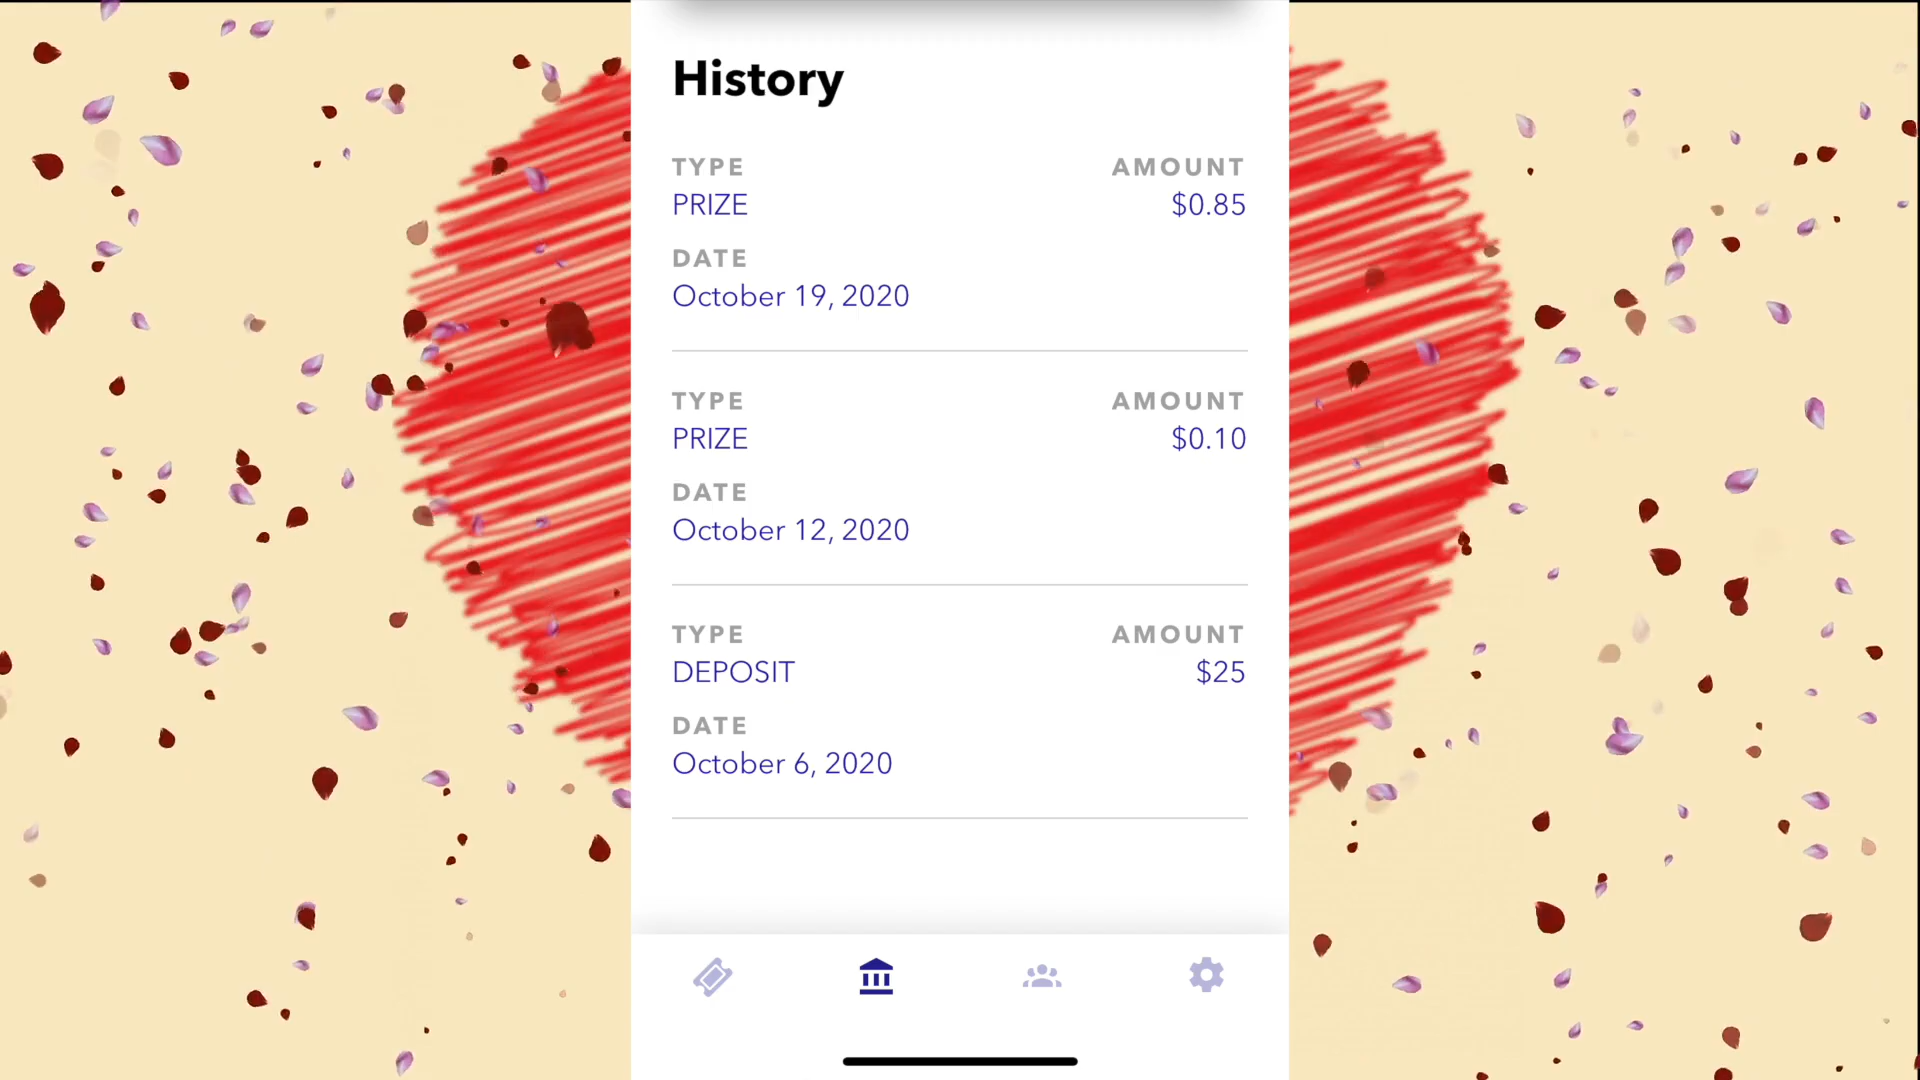 History
TYPE AMOUNT
PRIZE $0.85
DATE
October 19, 2020
TYPE AMOUNT
PRIZE $0.10
DATE
October 12, 2020
TYPE AMOUNT
DEPOSIT $25
DATE
October 6, 2020